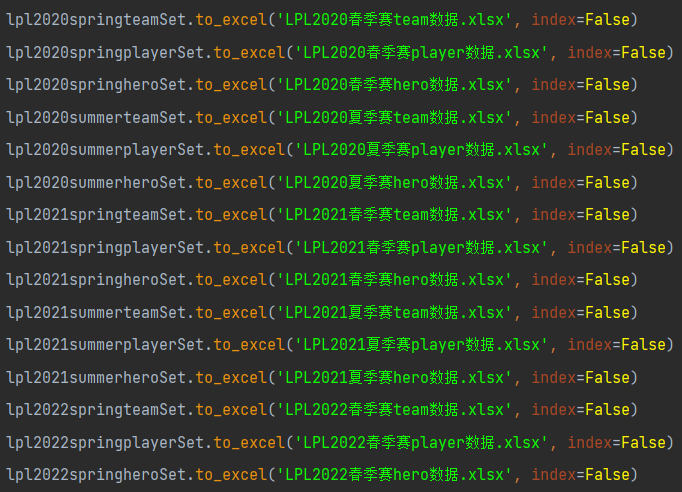 lpl2020springteamSet.to_excel('LPL2020春季赛team数据.xlsx', index=False)
lpl2020springplayerSet.to_excel('LPL2020春季赛player数据.xlsx', index=False)
lpl2020springheroSet.to_excel('LPL2020春季赛hero数据.xlsx', index=False)
lpl2020summerteamSet.to_excel('LPL2020夏季赛team数据.xlsx', index=False)
lpl2020summerplayerSet.to_excel('LPL2020夏季赛player数据.xlsx', index=False)
lpl2020summerheroSet.to_excel('LPL2020夏季赛hero数据.xlsx', index=False)
lpl2021springteamSet.to_excel('LPL2021春季赛team数据.xlsx', index=False)
lpl2021springplayerSet.to_excel('LPL2021春季赛player数据.xlsx', index=False)
lpl2021springheroSet.to_excel('LPL2021春季赛hero数据.xlsx', index=False)
lpl2021summerteamSet.to_excel('LPL2021夏季赛team数据.xlsx', index=False)
lpl2021summerplayerSet.to_excel('LPL2021夏季赛player数据.xlsx', index=False)
lpl2021summerheroSet.to_excel('LPL2021夏季赛hero数据.xlsx', index=False)
lpl2022springteamSet.to_excel('LPL2022春季赛team数据.xlsx', index=False)
lpl2022springplayerSet.to_excel('LPL2022春季赛player数据.xlsx', index=False)
lpl2022springheroSet.to_excel('LPL2022春季赛hero数据.xlsx', index=False)